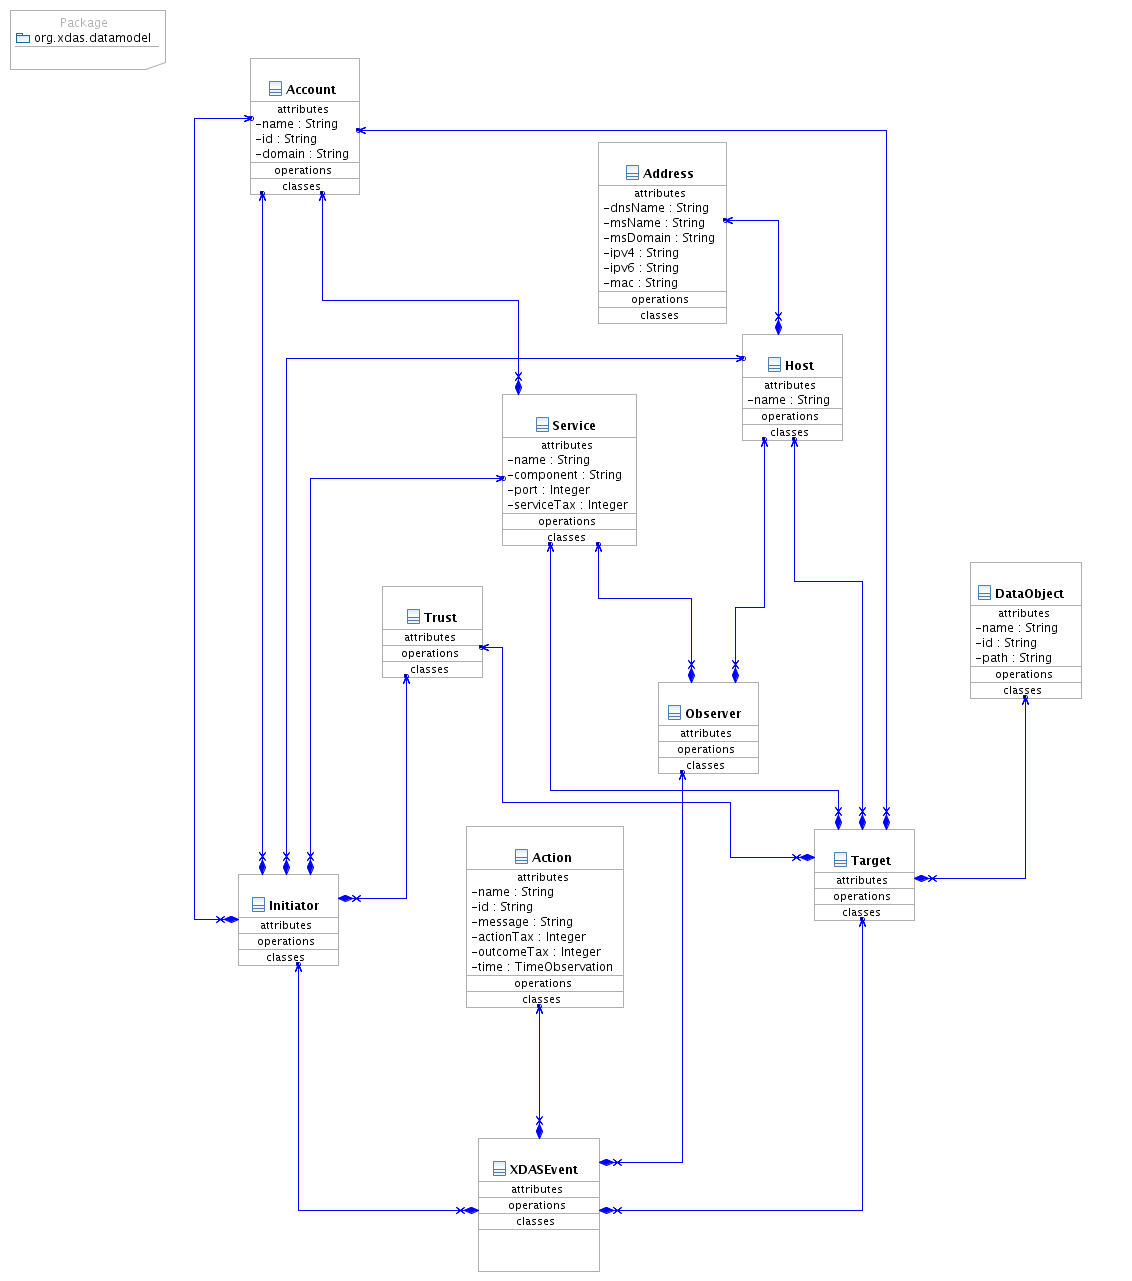 Package
org.xdas.datamodel
Account
attributes
-name : String
-id : String
-domain : String
operations
classes
Address
attributes
-dnsName : String
-msName : String
-msDomain : String
-ipv4 : String
-ipv6 : String
-mac : String
operations
classes
Host
attributes
-name : String
operations
classes
Service
attributes
-name : String
-component : String
-port : Integer
-serviceTax : Integer
operations
classes
Trust
attributes
operations
classes
DataObject
attributes
-name : String
-id : String
-path : String
operations
classes
Observer
attributes
operations
classes
Action
attributes
-name : String
-id : String
-message : String
-actionTax : Integer
-outcomeTax : Integer
-time : TimeObservation
operations
classes
Target
attributes
operations
classes
Initiator
attributes
operations
classes
XDASEvent
attributes
operations
classes